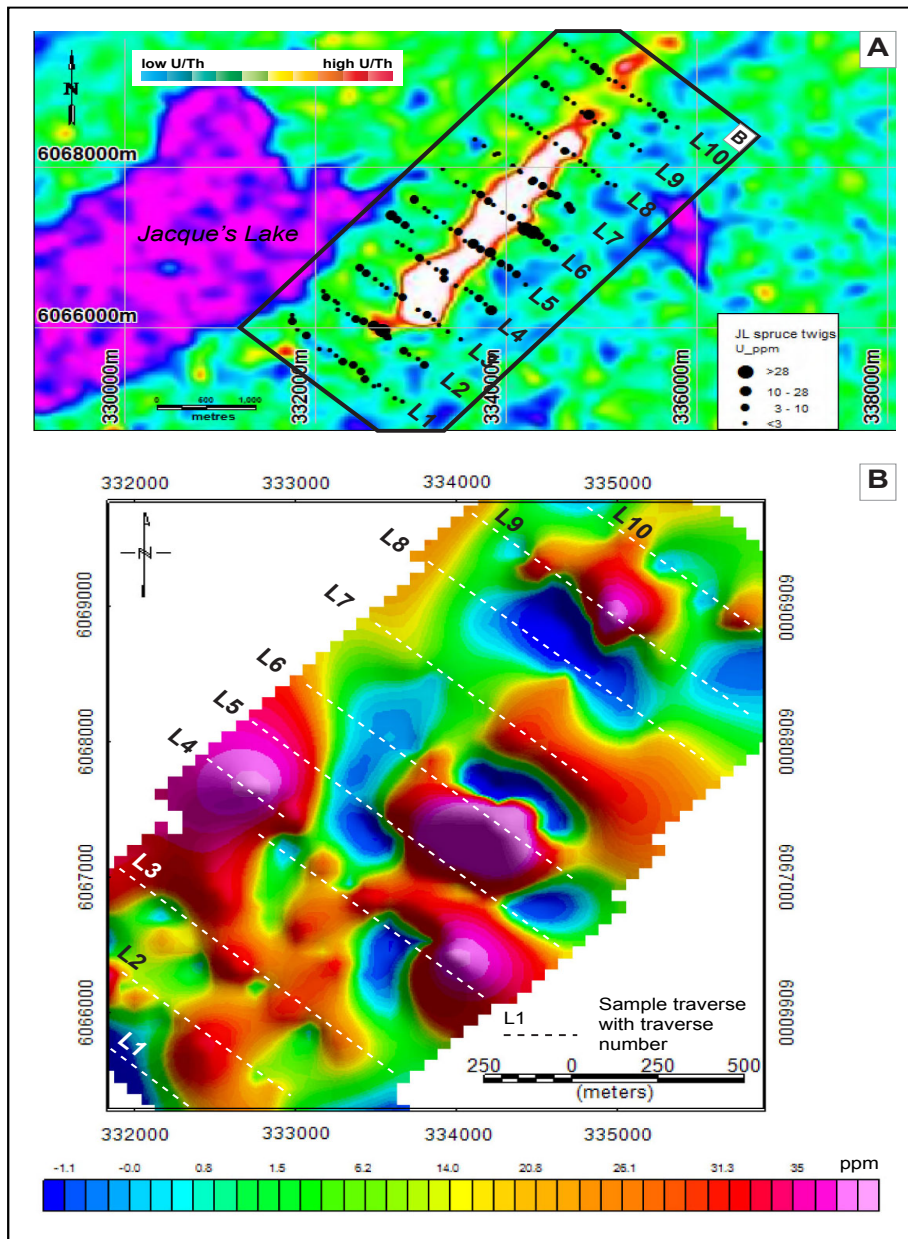 A
low U/Th high U/Th
N
6068000m
Jacque's Lake
6066000m
330000m
332000m
334000m
336000m
338000m
0 600 1,000
metres
B
L10
L9
L8
L7
L6
L5
L4
L2
L1
JL spruce twigs
U_ppm
>28
10 - 28
3 - 10
<3
B
332000 333000 334000 335000
N
L10
L9
L8
L7
L6
L5
L4
L3
L2
L1
6069000
6068000
6067000
6066000
6069000
6068000
6067000
6066000
L1
Sample traverse
with traverse
number
250 0 250 500
(meters)
332000 333000 334000 335000
-1.1 -0.0 0.8 1.5 6.2 14.0 20.8 26.1 31.3 35 ppm